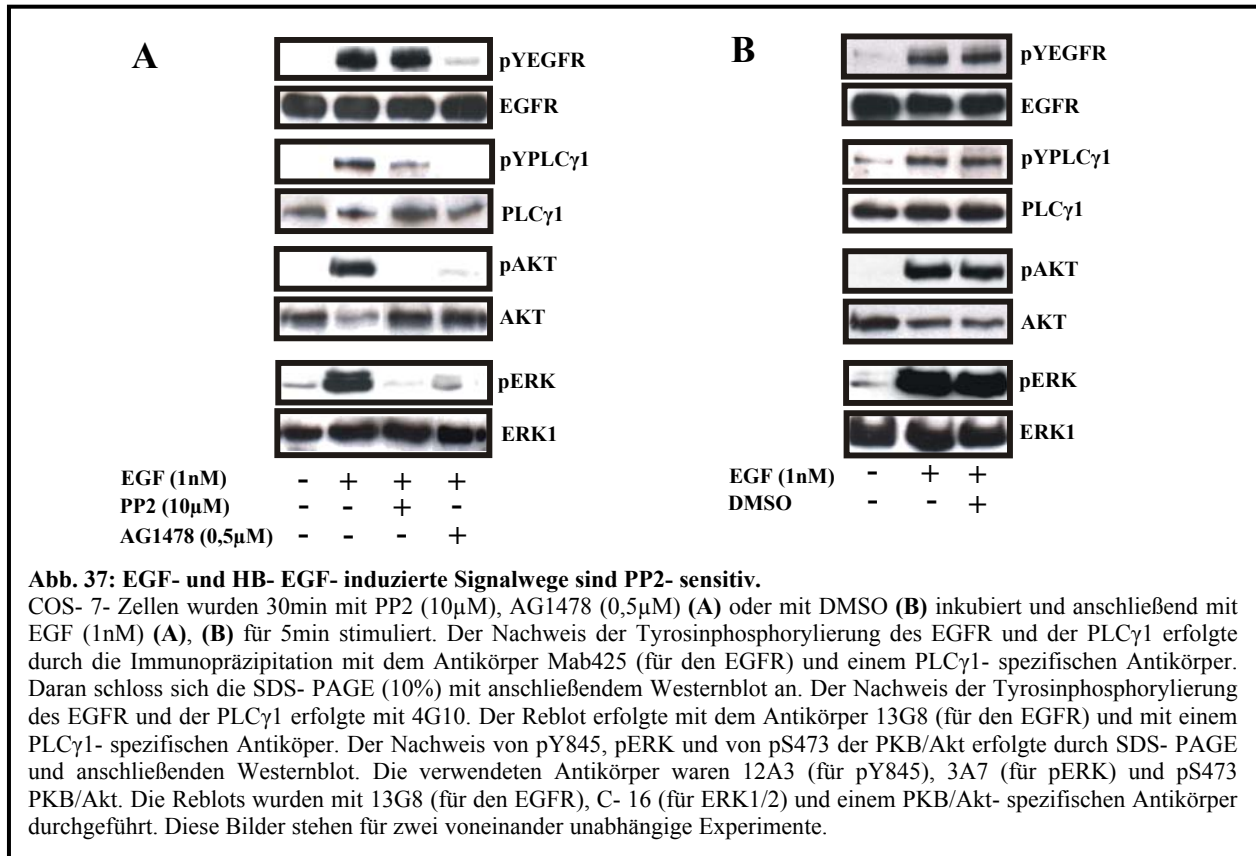 A
pYEGFR
EGFR
pYPLCγ1
PLCγ1
pAKT
AKT
pERK
ERK1
EGF (1nM) - + + +
PP2 (10µM) - - + -
AG1478 (0,5µM) - - - +
B
pYEGFR
EGFR
pYPLCγ1
PLCγ1
pAKT
AKT
pERK
ERK1
EGF (1nM) - + +
DMSO - - +
Abb. 37: EGF- und HB- EGF- induzierte Signalwege sind PP2- sensitiv.
COS- 7- Zellen wurden 30min mit PP2 (10µM), AG1478 (0,5µM) (A) oder mit DMSO (B) inkubiert und anschließend mit
EGF (1nM) (A), (B) für 5min stimuliert. Der Nachweis der Tyrosinphosphorylierung des EGFR und der PLCγ1 erfolgte
durch die Immunopräzipitation mit dem Antikörper Mab425 (für den EGFR) und einem PLCγ1- spezifischen Antikörper.
Daran schloss sich die SDS- PAGE (10%) mit anschließendem Westernblot an. Der Nachweis der Tyrosinphosphorylierung
des EGFR und der PLCγ1 erfolgte mit 4G10. Der Reblot erfolgte mit dem Antikörper 13G8 (für den EGFR) und mit einem
PLCγ1- spezifischen Antiköper. Der Nachweis von pY845, pERK und von pS473 der PKB/Akt erfolgte durch SDS- PAGE
und anschließenden Westernblot. Die verwendeten Antikörper waren 12A3 (für pY845), 3A7 (für pERK) und pS473
PKB/Akt. Die Reblots wurden mit 13G8 (für den EGFR), C- 16 (für ERK1/2) und einem PKB/Akt- spezifischen Antikörper
durchgeführt. Diese Bilder stehen für zwei voneinander unabhängige Experimente.